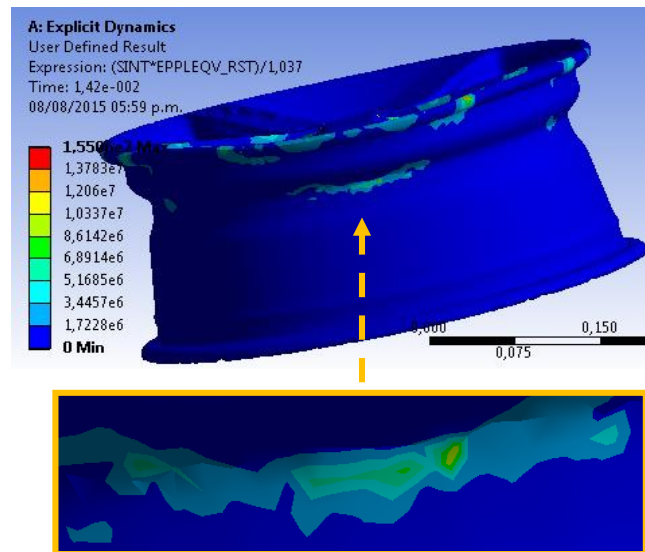 A: Explicit Dynamics
User Defined Result
Expression: (SINT*EPPLEQV_RST)/1,037
Time: 1,42e-002
08/08/2015 05:59 p.m.
Max
1,3783e7
1,206e7
1,0337e7
8,6142e6
6,8914e6
5,1685e6
3,4457e6
1,7228e6
0 Min
0,000
0,150
0,075